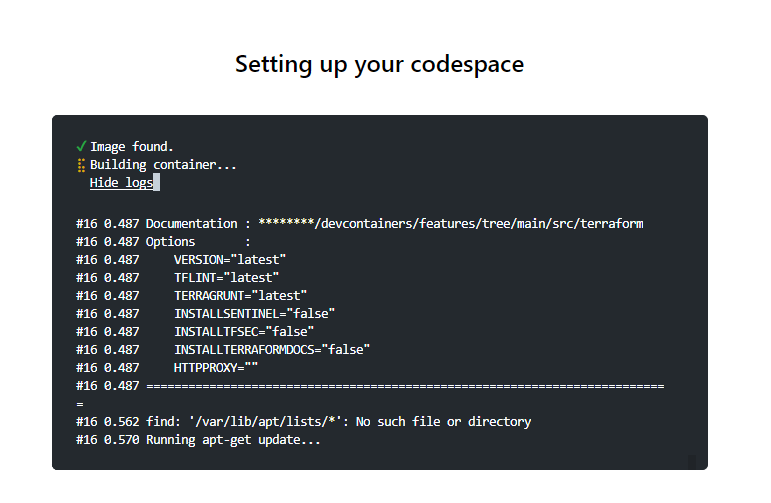 Setting up your codespace
✓ Image found.
Building container...
Hide logs
#16 0.487 Documentation : ********/devcontainers/features/tree/main/src/terraform
#16 0.487 Options       :
#16 0.487     VERSION="latest"
#16 0.487     TFLINT="latest"
#16 0.487     TERRAGRUNT="latest"
#16 0.487     INSTALLSENTINEL="false"
#16 0.487     INSTALLTFSEC="false"
#16 0.487     INSTALLTERRAFORMDOCS="false"
#16 0.487     HTTPPROXY=""
#16 0.487 ==========================================================================
=
#16 0.562 find: '/var/lib/apt/lists/*': No such file or directory
#16 0.570 Running apt-get update...